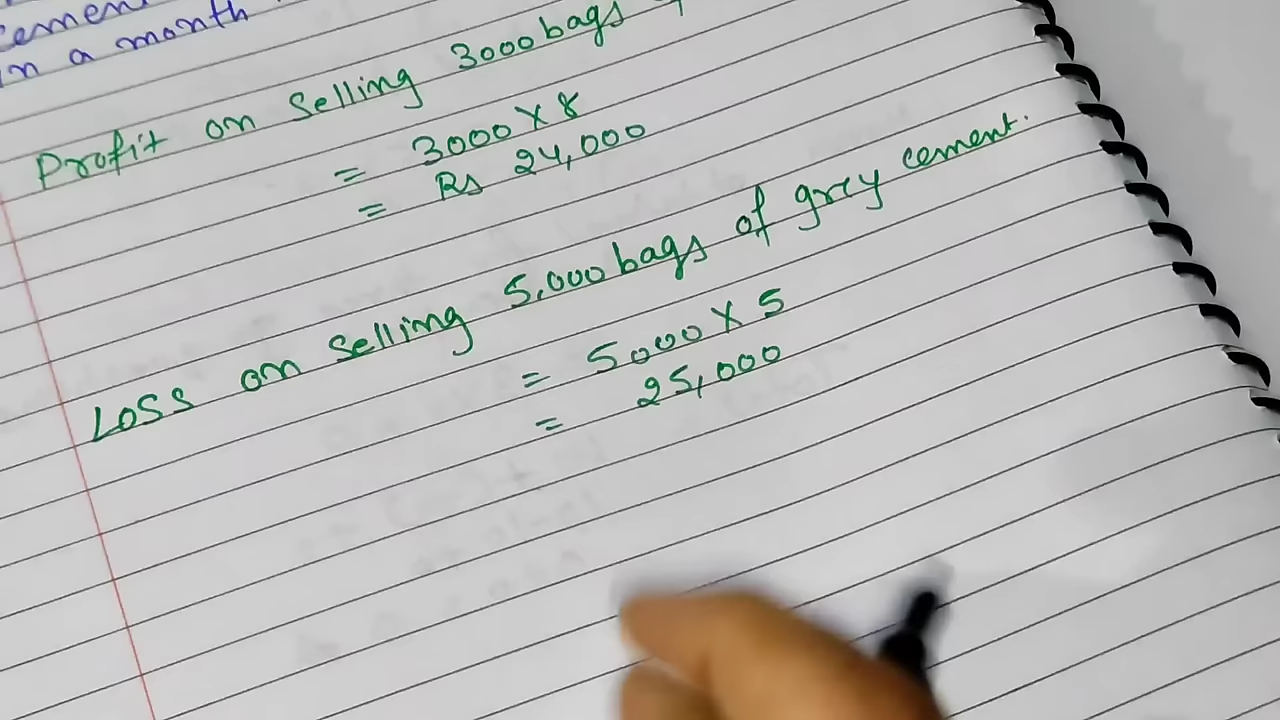 cement
in a month
Profit on Selling 3000 bags
= 3000 X 8
= Rs 24,000
Loss on Selling 5,000 bags of grey cement.
= 5000 X 5
= 25,000